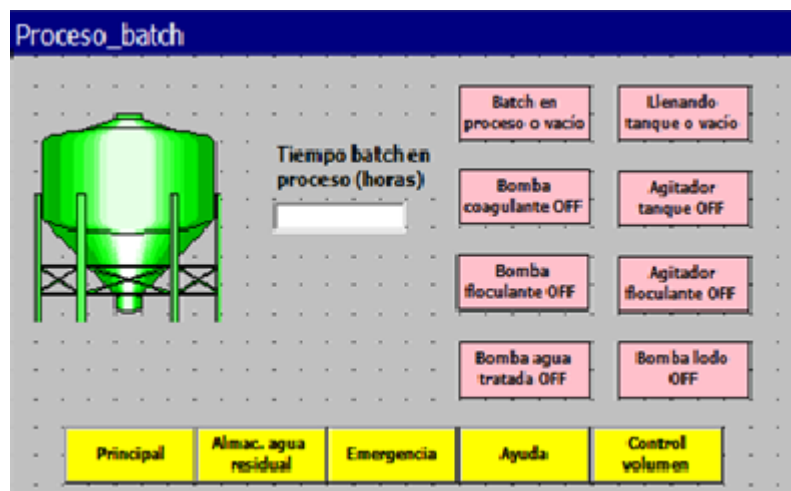 Proceso_batch
Tiempo batch en
proceso (horas)
Batch en
proceso o vacío
Llenando
tanque o vacío
Bomba
coagulante OFF
Agitador
tanque OFF
Bomba
floculante OFF
Agitador
floculante OFF
Bomba agua
tratada OFF
Bomba lodo
OFF
Principal
Almac. agua
residual
Emergencia
Ayuda
Control
volumen